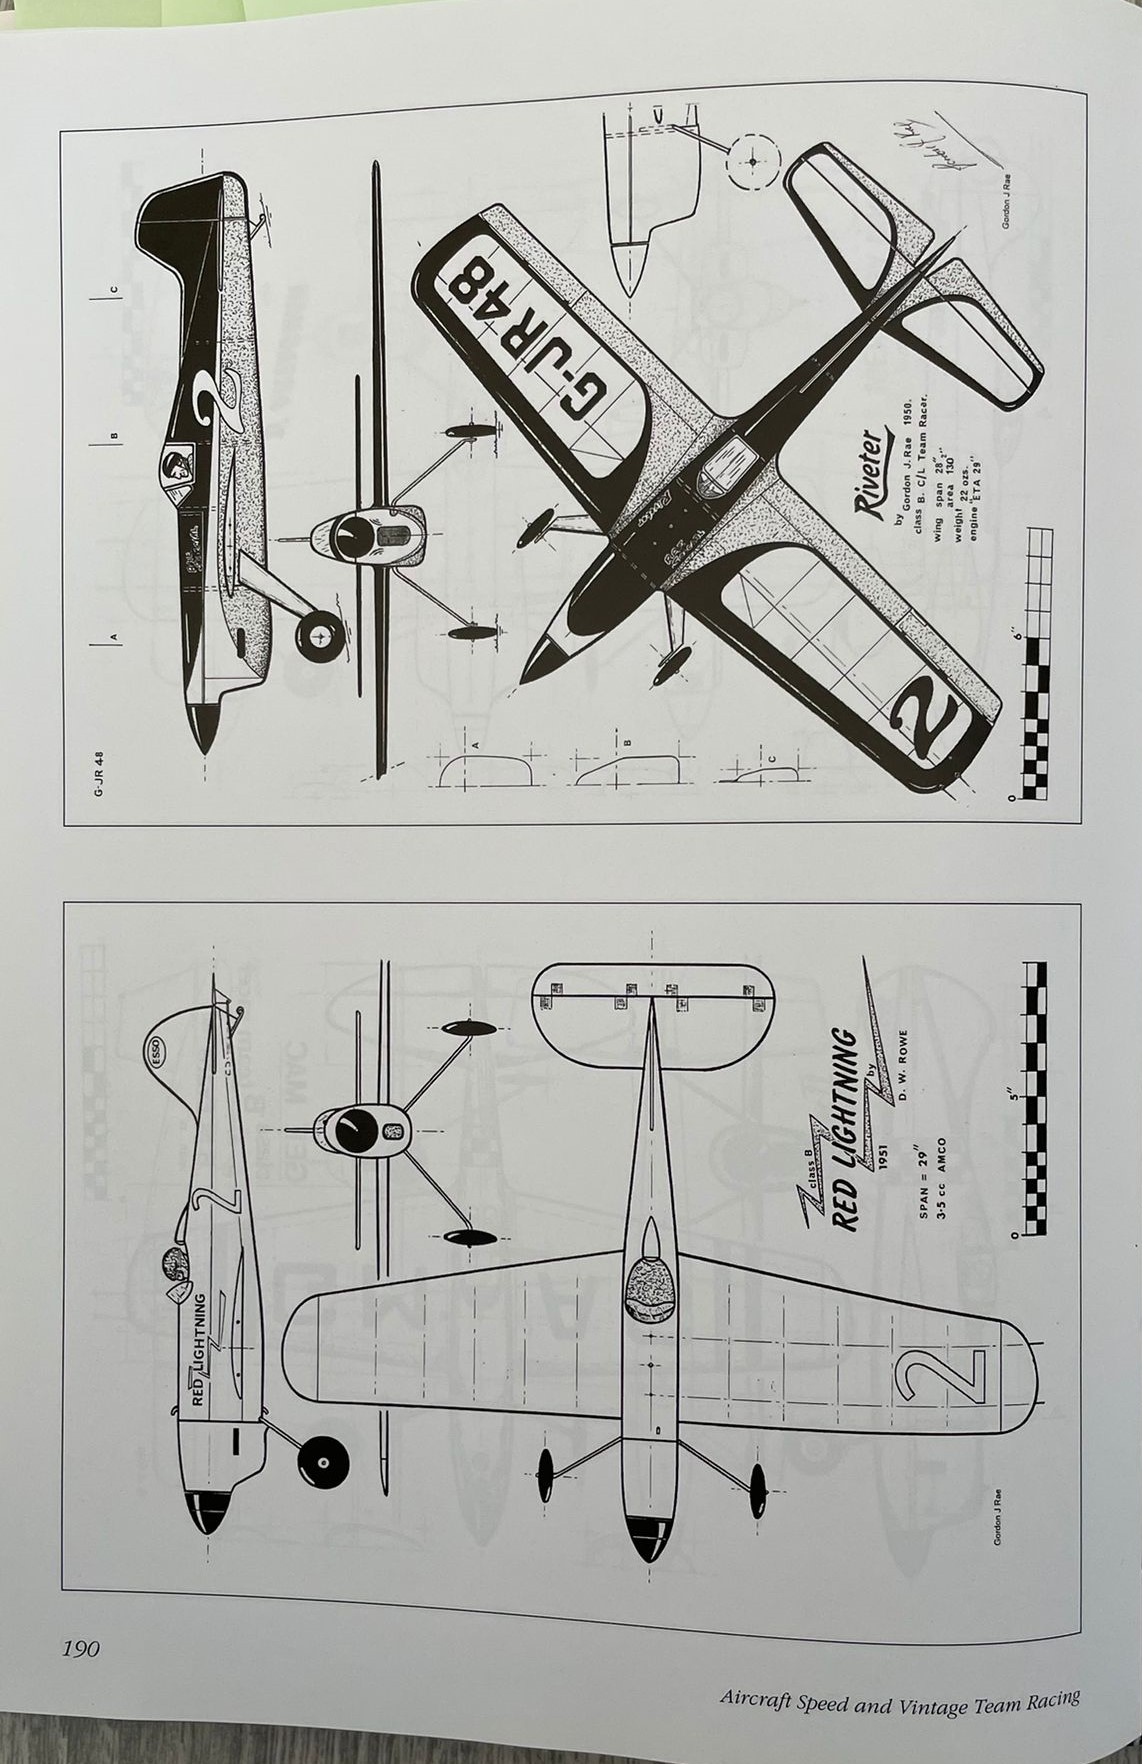 G-JR 48
A
B
C
2
A
B
C
G-JR48
2
Riveter
by Gordon J. Rae 1950.
class B. C/L Team Racer.
wing span 28"
area 130
weight 22 ozs.
engine "ETA 29"
Gordon J Rae
0
6"
ESSO
2
RED LIGHTNING
2
class B
RED LIGHTNING
1951
by
D. W. ROWE
SPAN = 29"
3·5 cc AMCO
0
5"
Gordon J Rae
190
Aircraft Speed and Vintage Team Racing